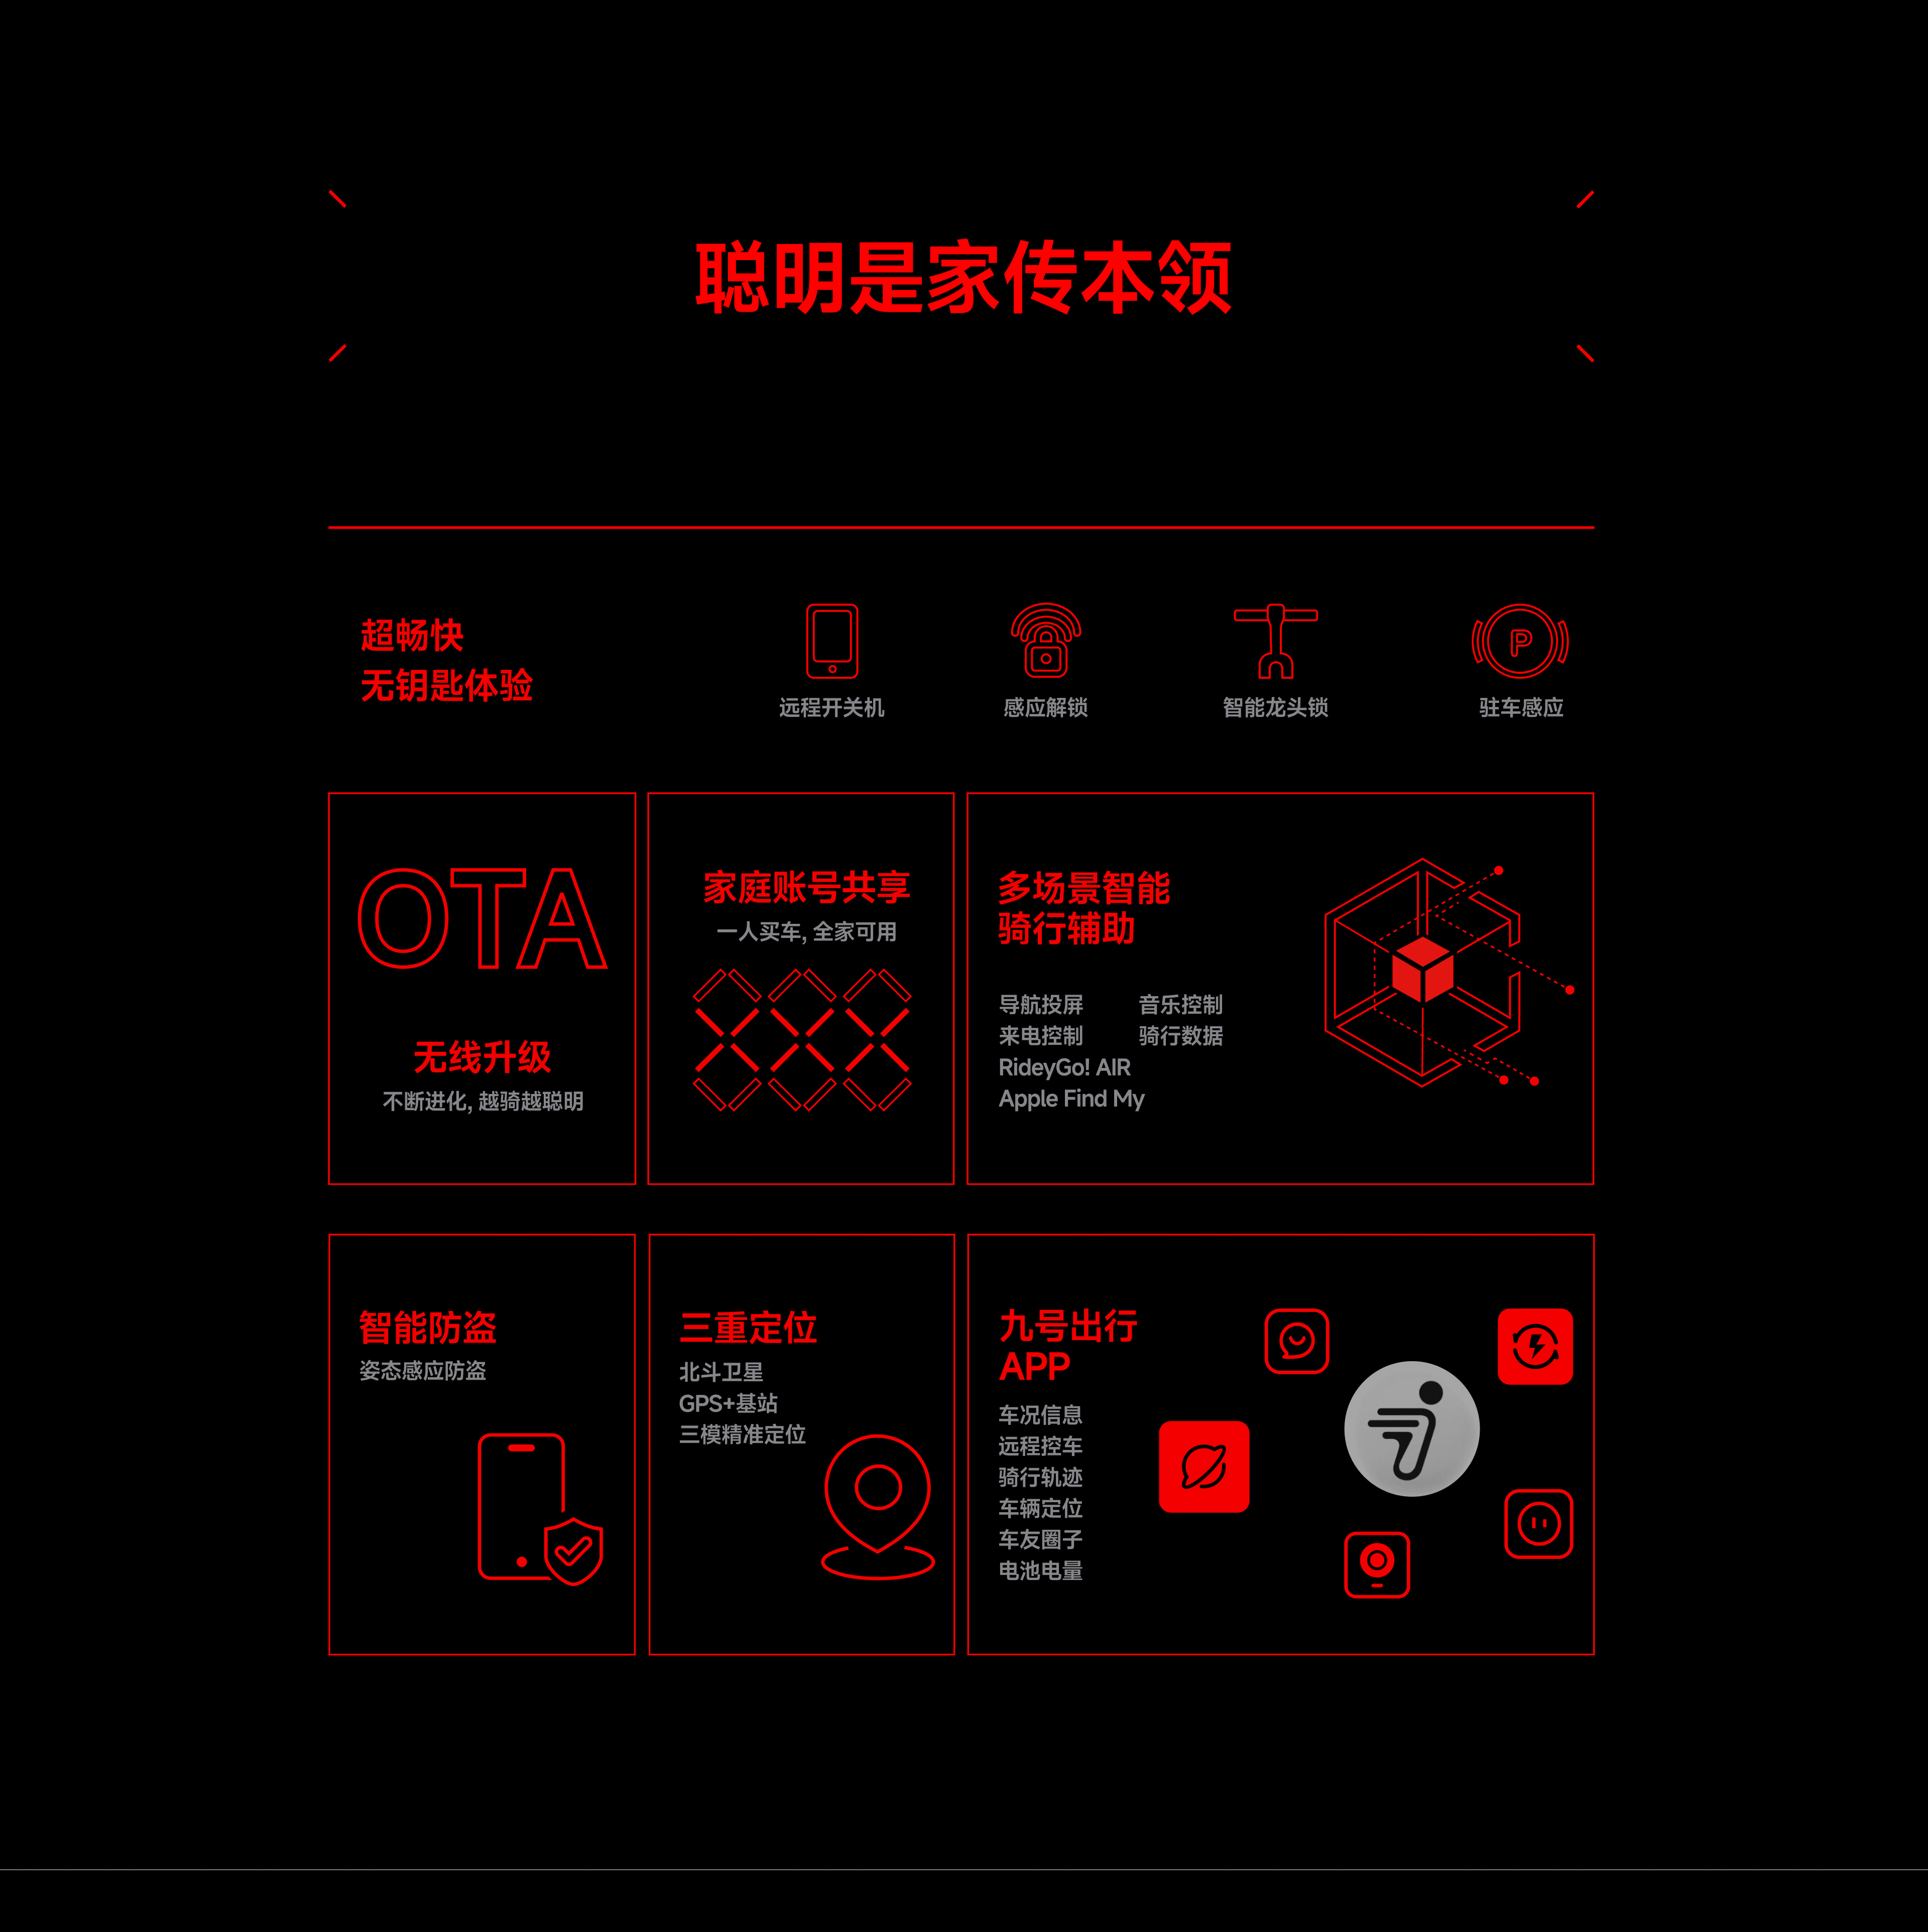 聪明是家传本领
超畅快
无钥匙体验
远程开关机
感应解锁
智能龙头锁
P
驻车感应
OTA
无线升级
不断进化, 越骑越聪明
家庭账号共享
一人买车, 全家可用
多场景智能
骑行辅助
导航投屏 音乐控制
来电控制 骑行数据
RideyGo! AIR
Apple Find My
智能防盗
姿态感应防盗
三重定位
北斗卫星
GPS+基站
三模精准定位
九号出行
APP
车况信息
远程控车
骑行轨迹
车辆定位
车友圈子
电池电量